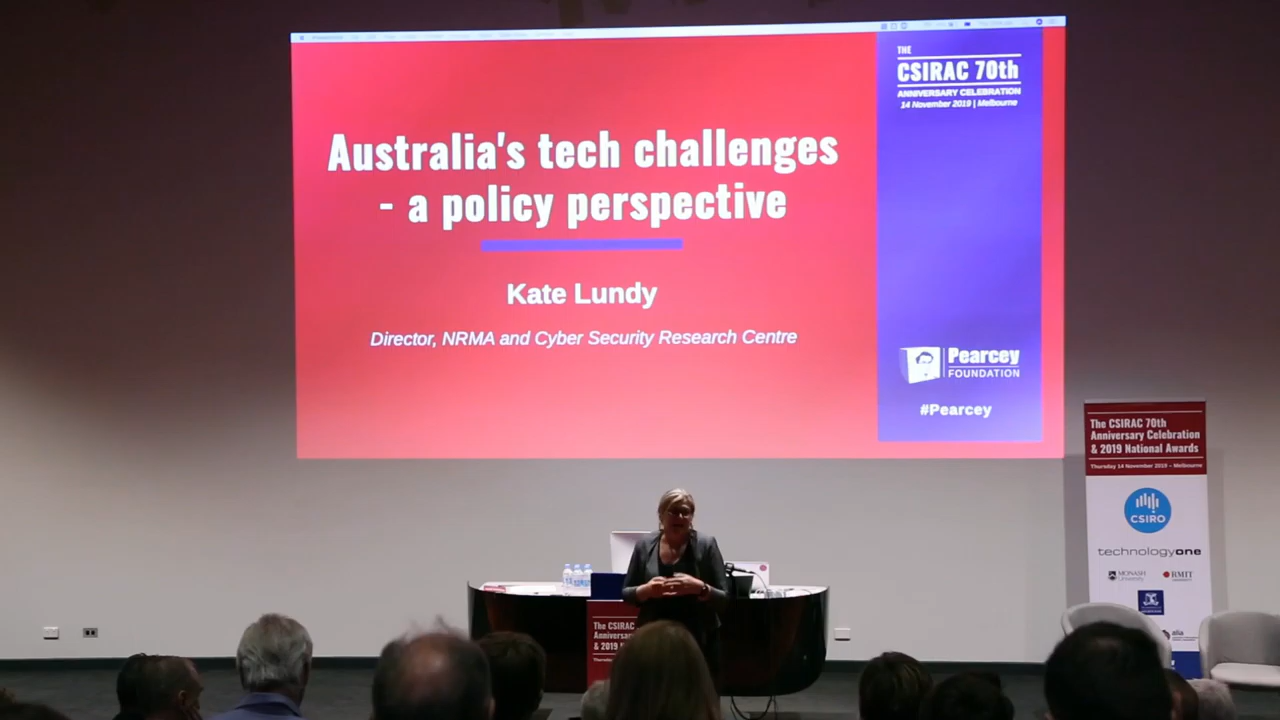 THE
CSIRAC 70th
ANNIVERSARY CELEBRATION
14 November 2019 | Melbourne
Australia's tech challenges
- a policy perspective
Kate Lundy
Director, NRMA and Cyber Security Research Centre
Pearcey
FOUNDATION
#Pearcey
The CSIRAC 70th
Anniversary Celebration
& 2019 National Awards
Thursday 14 November 2019 – Melbourne
CSIRO
technologyone
MONASH
University
RMIT
UNIVERSITY
alia
The CSIRAC
Anniversary
& 2019